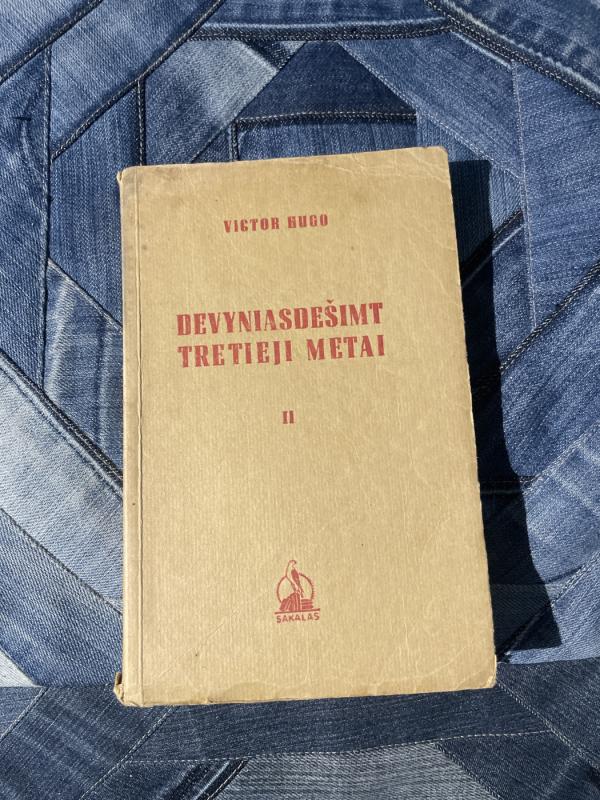 VICTOR HUGO
DEVYNIASDEŠIMT
TRETIEJI METAI
II
SAKALAS